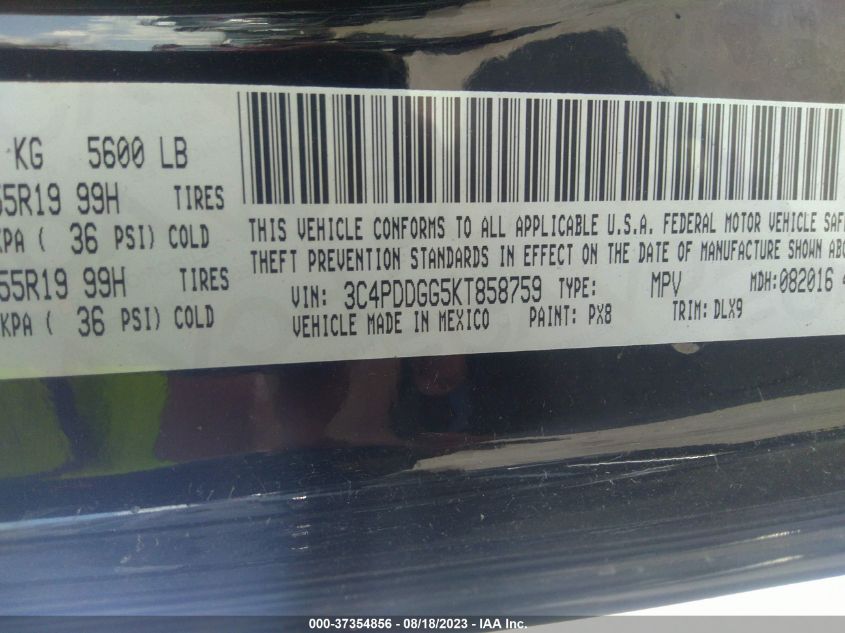 KG 5600 LB
55R19 99H TIRES
KPA ( 36 PSI) COLD
55R19 99H TIRES
KPA ( 36 PSI) COLD
THIS VEHICLE CONFORMS TO ALL APPLICABLE U.S.A. FEDERAL MOTOR VEHICLE SAF
THEFT PREVENTION STANDARDS IN EFFECT ON THE DATE OF MANUFACTURE SHOWN ABO
VIN: 3C4PDDGG5KT858759 TYPE: MPV MDH:082016 4
VEHICLE MADE IN MEXICO PAINT: PX8 TRIM: DLX9
000-37354856 — 08/18/2023 — IAA Inc.